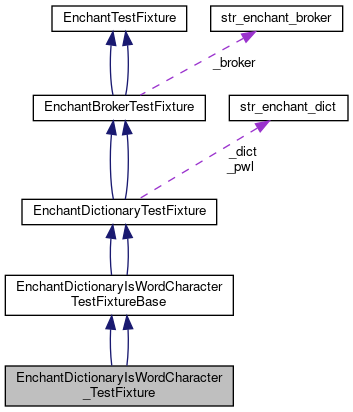 EnchantTestFixture
str_enchant_broker
_broker
EnchantBrokerTestFixture
str_enchant_dict
_dict
_pwl
EnchantDictionaryTestFixture
EnchantDictionaryIsWordCharacter
TestFixtureBase
EnchantDictionaryIsWordCharacter
_TestFixture